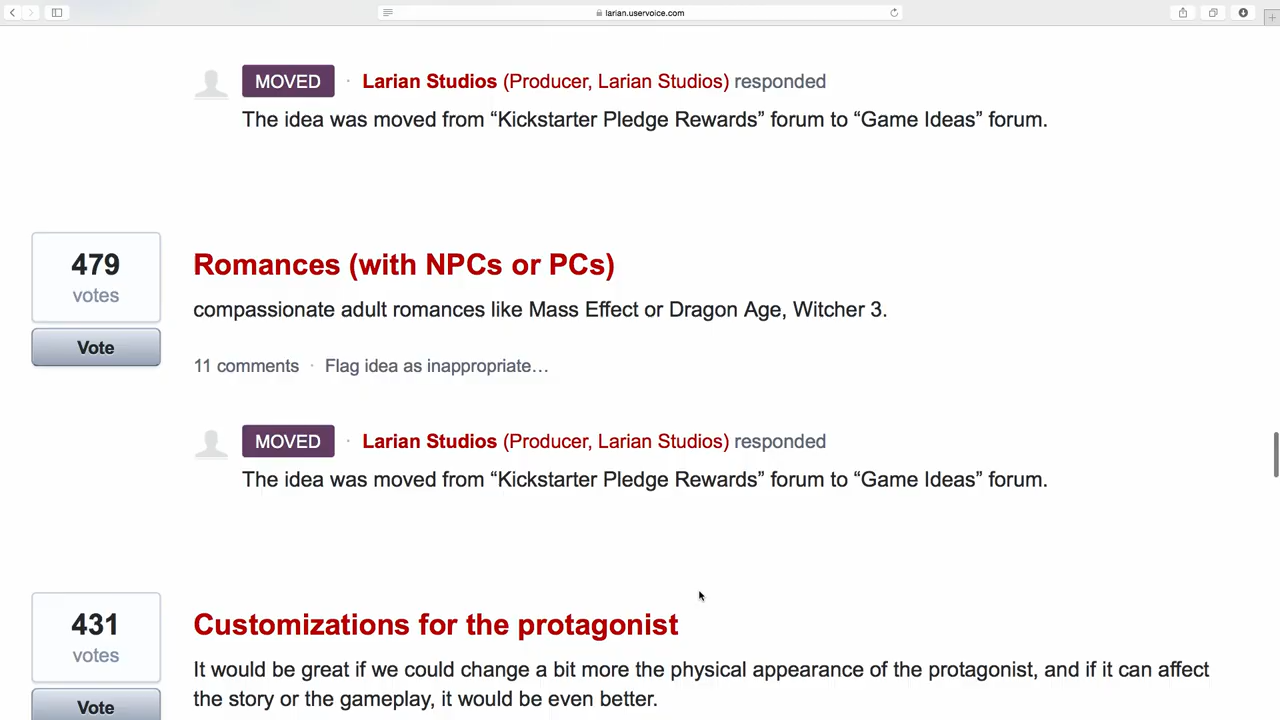 larian.uservoice.com
MOVED · Larian Studios (Producer, Larian Studios) responded
The idea was moved from “Kickstarter Pledge Rewards” forum to “Game Ideas” forum.
479
votes
Vote
Romances (with NPCs or PCs)
compassionate adult romances like Mass Effect or Dragon Age, Witcher 3.
11 comments · Flag idea as inappropriate…
MOVED · Larian Studios (Producer, Larian Studios) responded
The idea was moved from “Kickstarter Pledge Rewards” forum to “Game Ideas” forum.
431
votes
Vote
Customizations for the protagonist
It would be great if we could change a bit more the physical appearance of the protagonist, and if it can affect
the story or the gameplay, it would be even better.